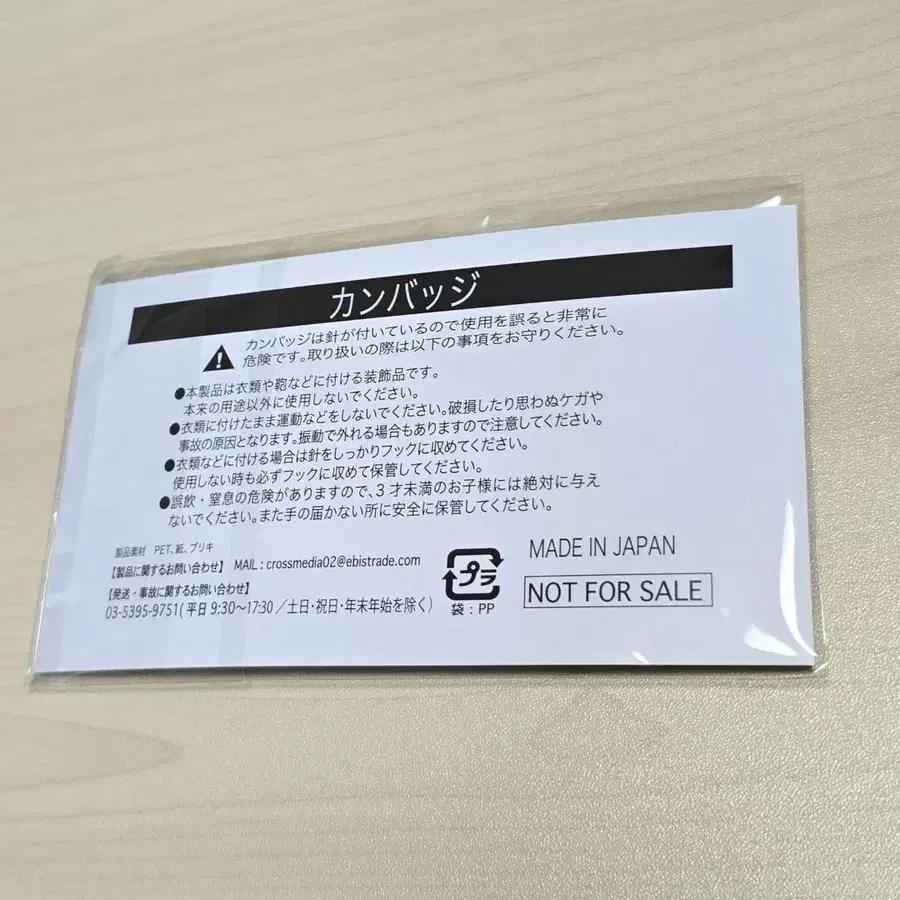 カンバッジ
カンバッジは針が付いているので使用を誤ると非常に
危険です。取り扱いの際は以下の事項をお守りください。
●本製品は衣類や鞄などに付ける装飾品です。
本来の用途以外に使用しないでください。
●衣類に付けたまま運動などをしないでください。破損したり思わぬケガや
事故の原因となります。振動で外れる場合もありますので注意してください。
●衣類などに付ける場合は針をしっかりフックに収めてください。
使用しない時も必ずフックに収めて保管してください。
●誤飲・窒息の危険がありますので、3才未満のお子様には絶対に与え
ないでください。また手の届かない所に安全に保管してください。
製品素材 PET、紙、ブリキ
【製品に関するお問い合わせ】 MAIL : crossmedia02@ebistrade.com
【発送・事故に関するお問い合わせ】
03-5395-9751(平日 9:30〜17:30 /土日・祝日・年末年始を除く)
プラ
袋 : PP
MADE IN JAPAN
NOT FOR SALE